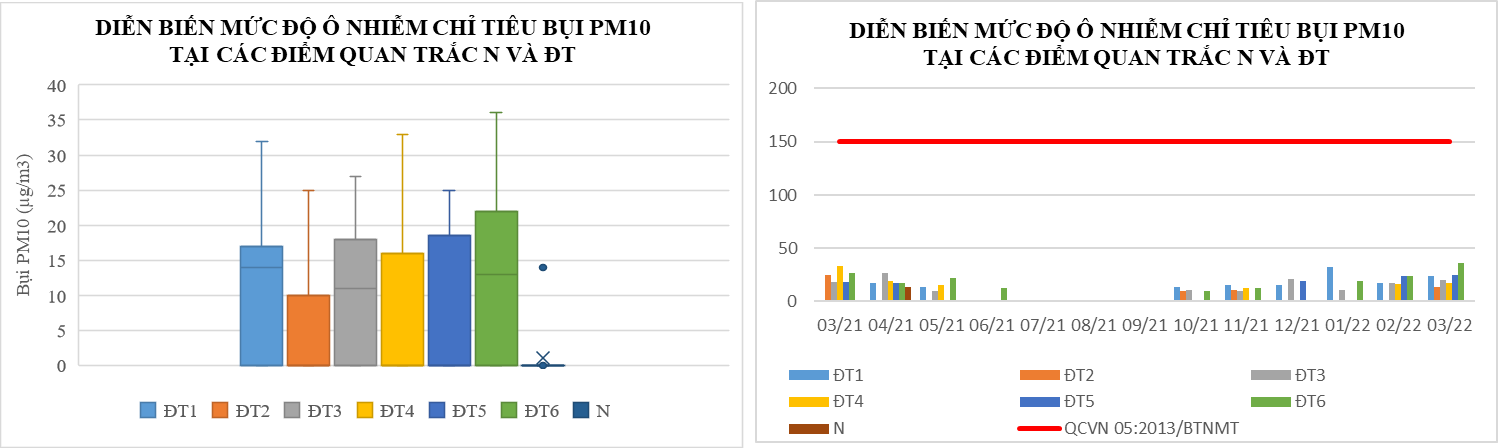 DIỄN BIẾN MỨC ĐỘ Ô NHIỄM CHỈ TIÊU BỤI PM10
TẠI CÁC ĐIỂM QUAN TRẮC N VÀ ĐT
Bụi PM10 (µg/m3)
40
35
30
25
20
15
10
5
0
ĐT1 ĐT2 ĐT3 ĐT4 ĐT5 ĐT6 N
DIỄN BIẾN MỨC ĐỘ Ô NHIỄM CHỈ TIÊU BỤI PM10
TẠI CÁC ĐIỂM QUAN TRẮC N VÀ ĐT
200
150
100
50
0
03/21 04/21 05/21 06/21 07/21 08/21 09/21 10/21 11/21 12/21 01/22 02/22 03/22
ĐT1 ĐT2 ĐT3
ĐT4 ĐT5 ĐT6
N QCVN 05:2013/BTNMT